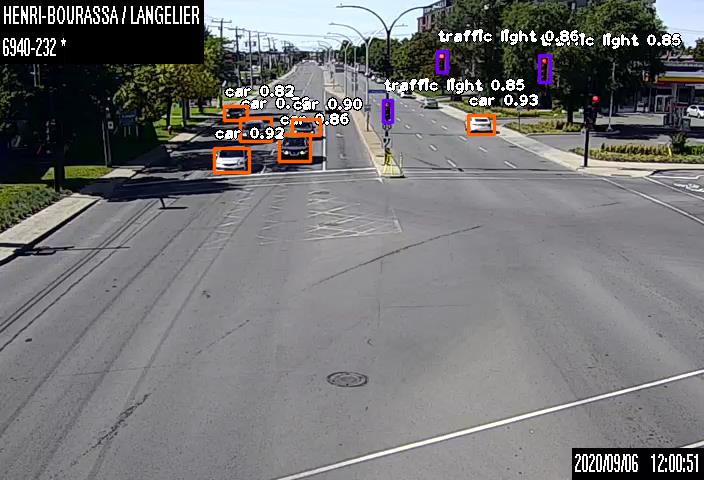 HENRI-BOURASSA / LANGELIER
6940-232 *
traffic light 0.86
traffic light 0.85
traffic light 0.85
car 0.93
car 0.82
car 0.90
car 0.86
car 0.92
2020/09/06 12:00:51